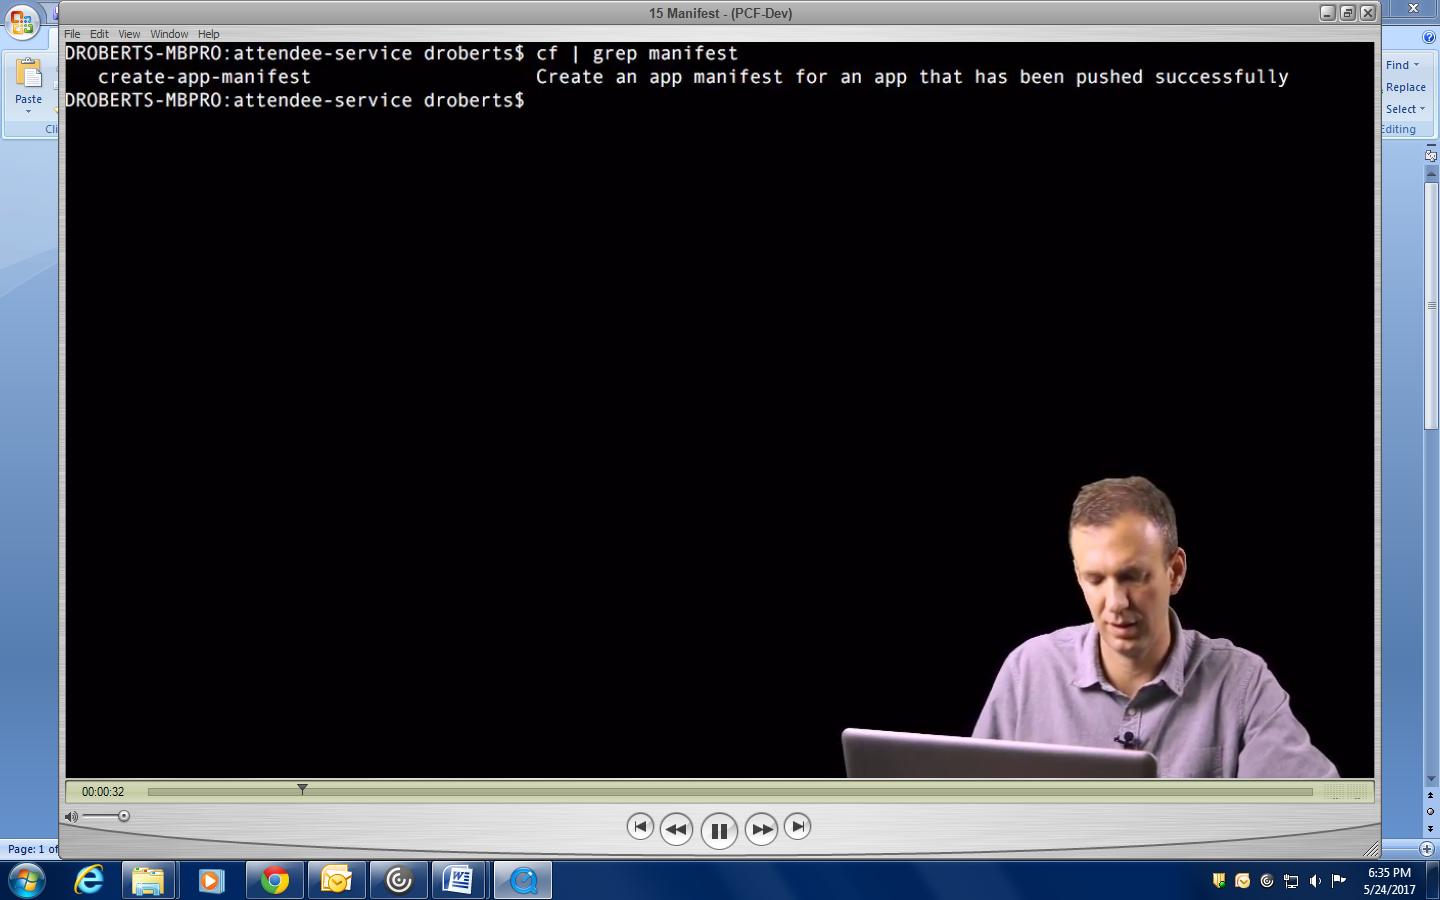 15 Manifest - (PCF-Dev)
File Edit View Window Help
DROBERTS-MBPRO:attendee-service droberts$ cf | grep manifest
create-app-manifest Create an app manifest for an app that has been pushed successfully
DROBERTS-MBPRO:attendee-service droberts$
Paste
Find
Replace
Select
Editing
00:00:32
Page: 1 of
6:35 PM
5/24/2017